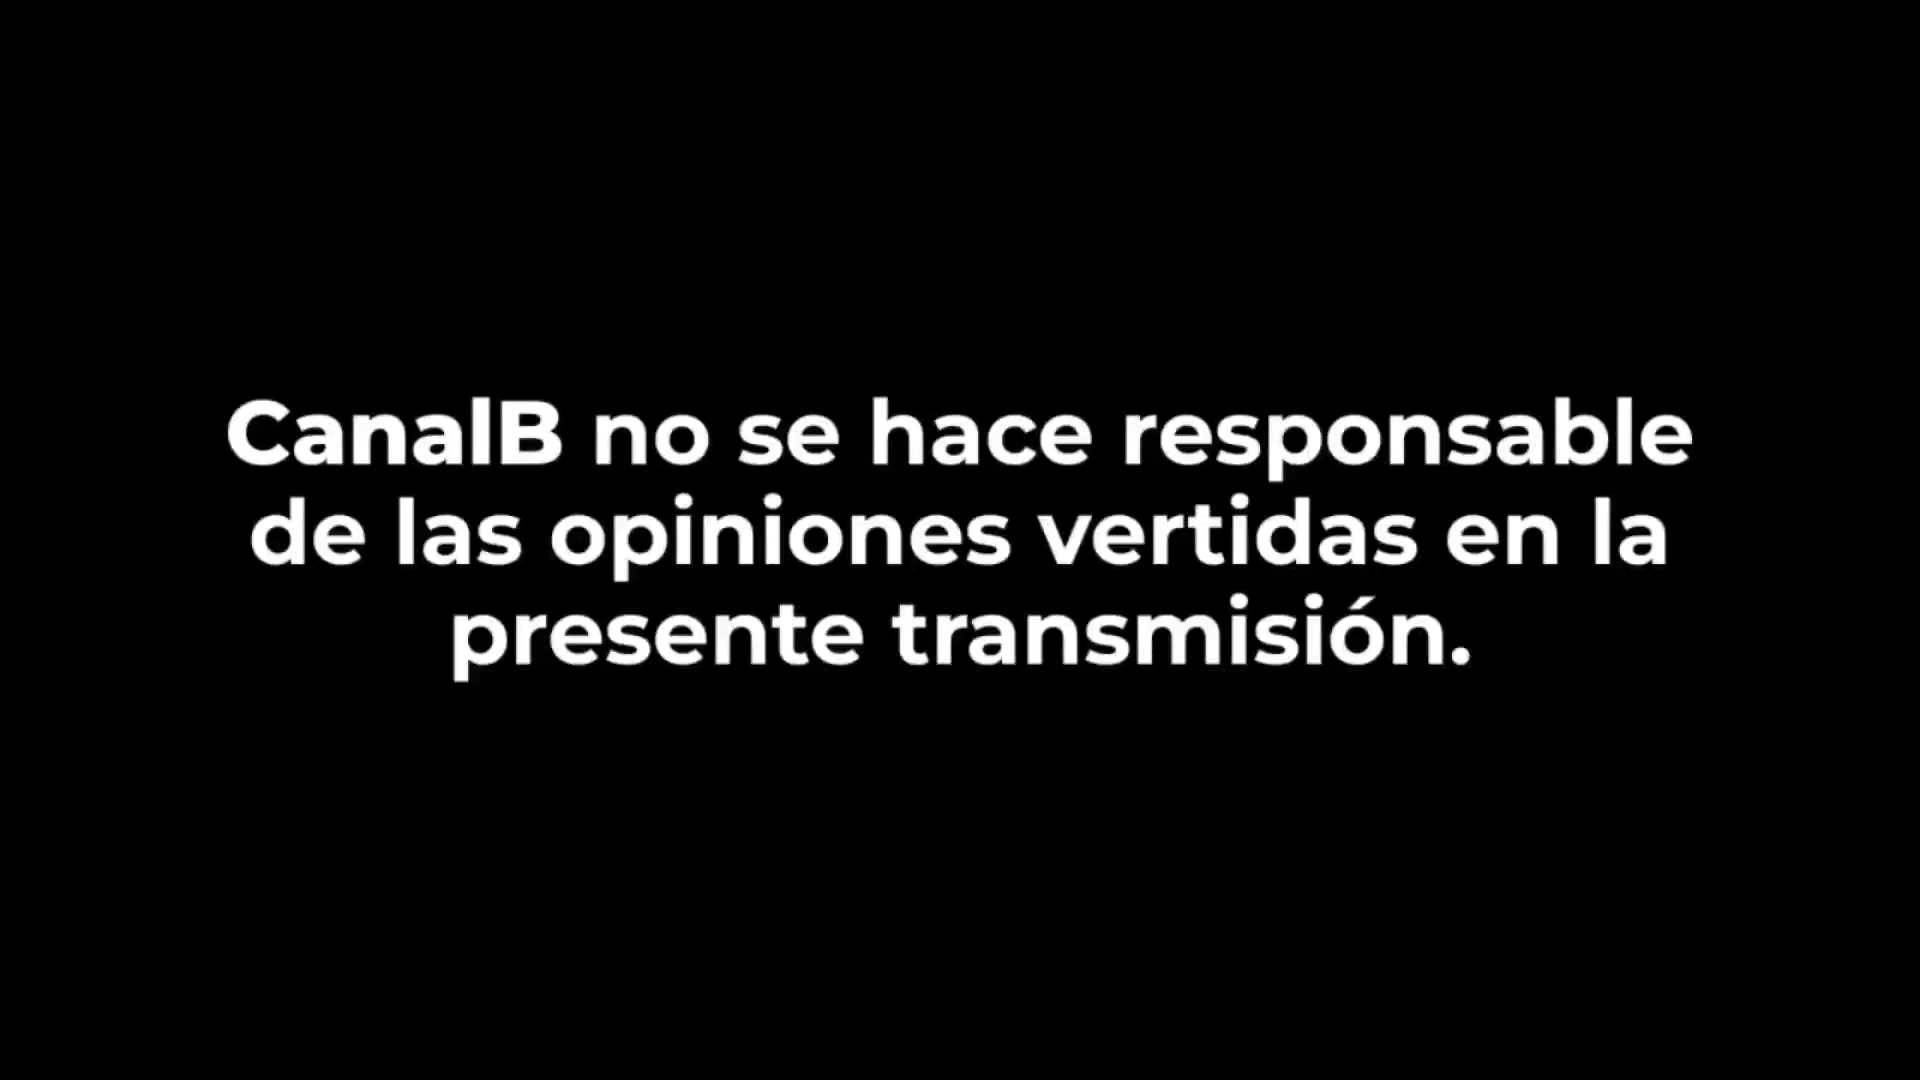 CanalB no se hace responsable
de las opiniones vertidas en la
presente transmisión.